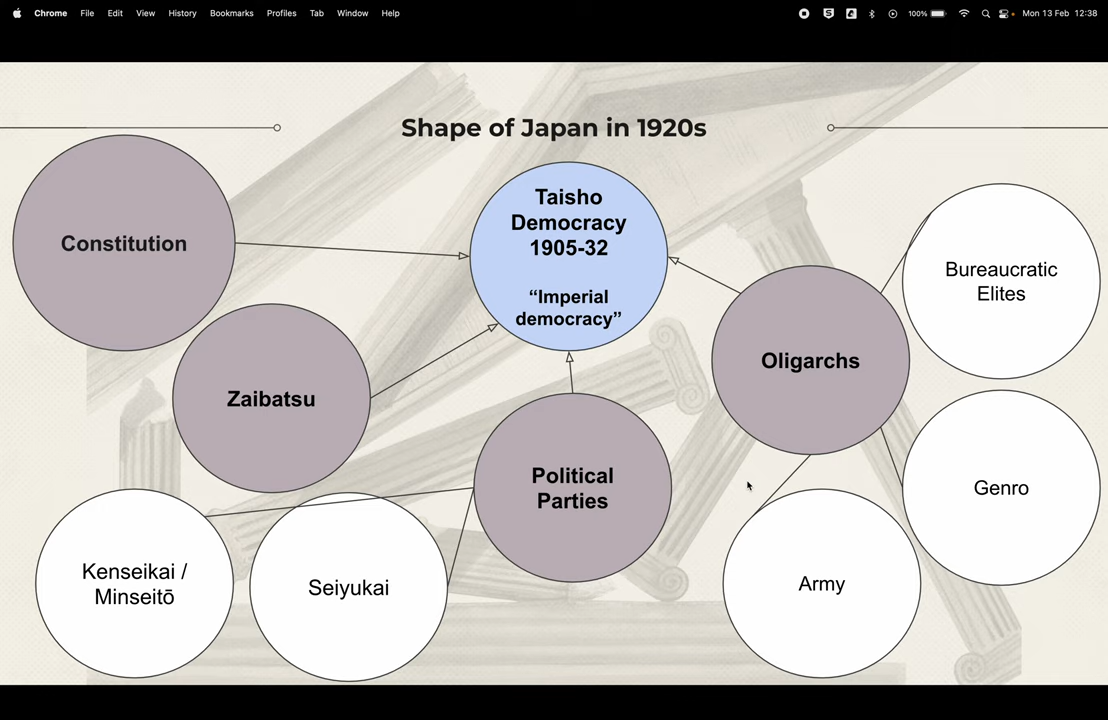 Chrome File Edit View History Bookmarks Profiles Tab Window Help 100% Mon 13 Feb 12:38
Shape of Japan in 1920s
Constitution
Taisho
Democracy
1905-32
“Imperial
democracy”
Bureaucratic
Elites
Zaibatsu
Oligarchs
Political
Parties
Genro
Kenseikai /
Minseitō
Seiyukai
Army